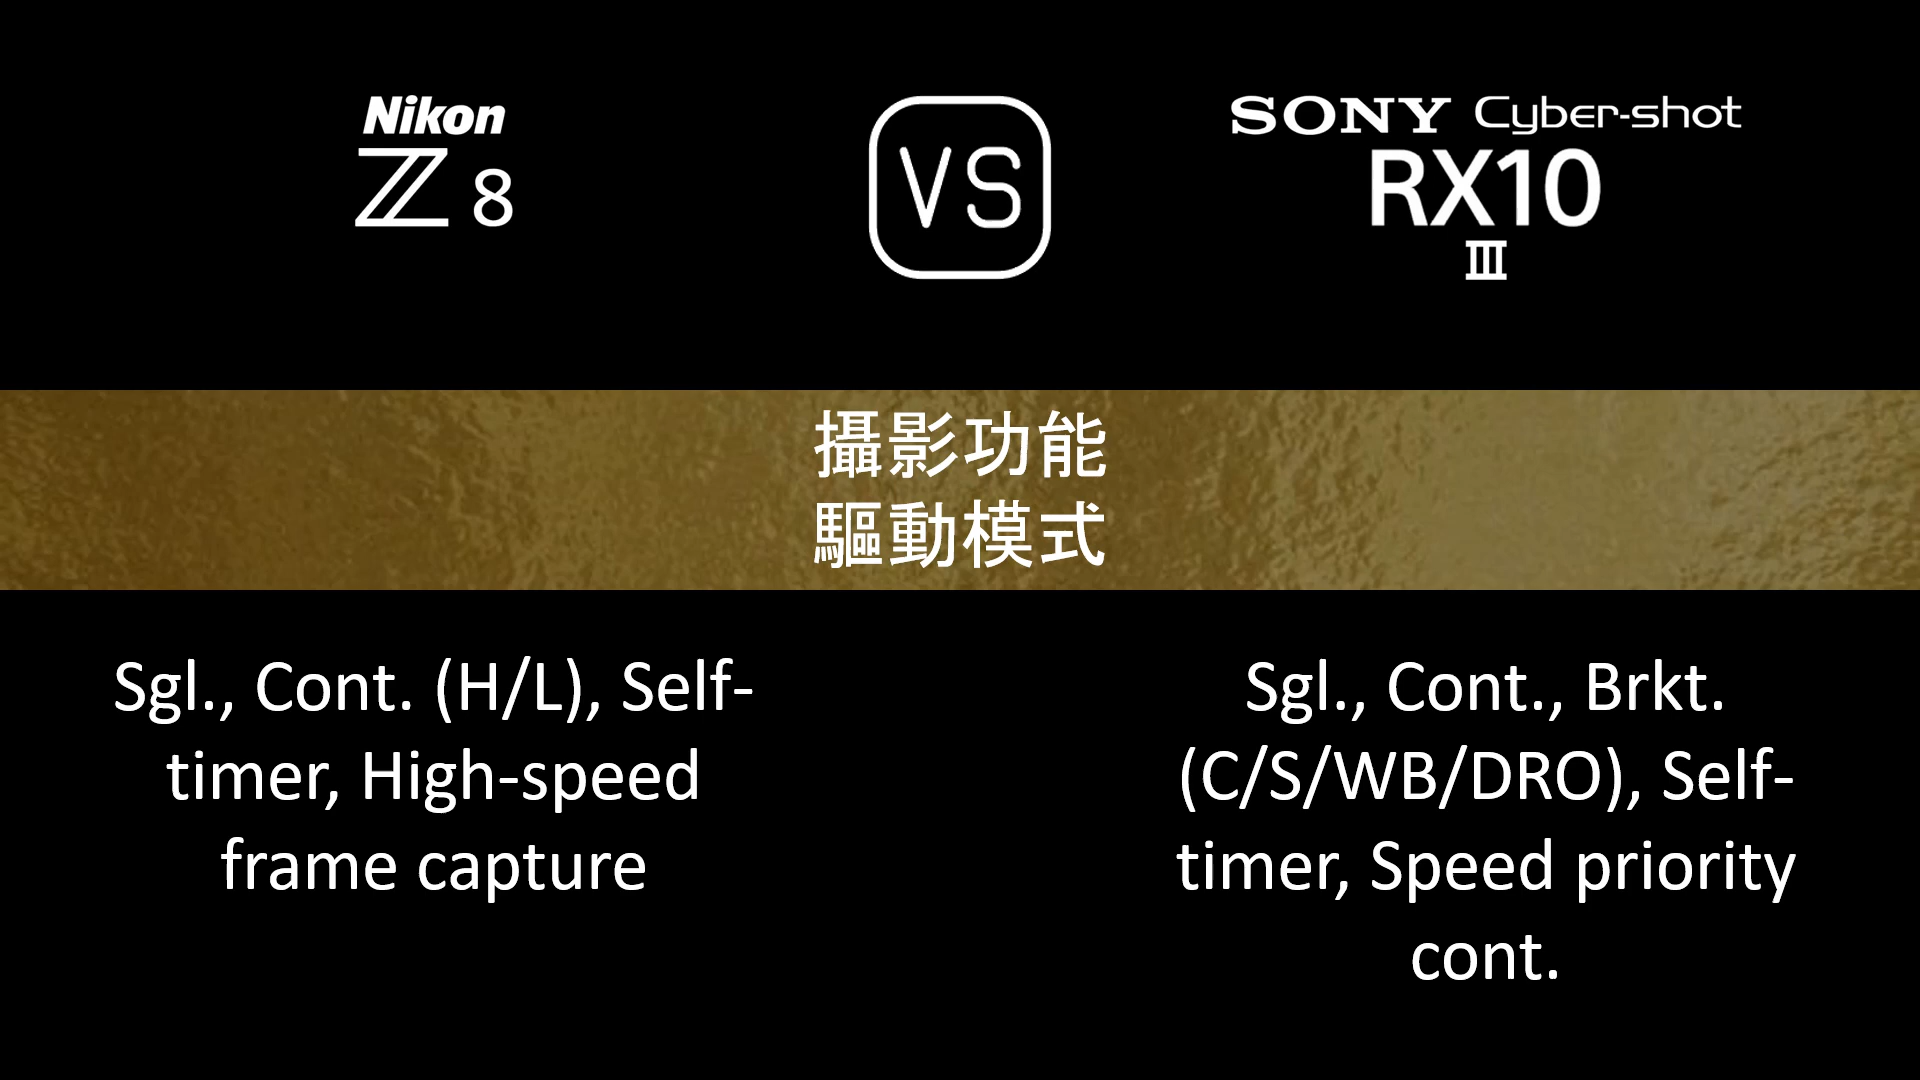 Nikon
Z 8
VS
SONY Cyber-shot
RX10
III
攝影功能
驅動模式
Sgl., Cont. (H/L), Self-
timer, High-speed
frame capture
Sgl., Cont., Brkt.
(C/S/WB/DRO), Self-
timer, Speed priority
cont.